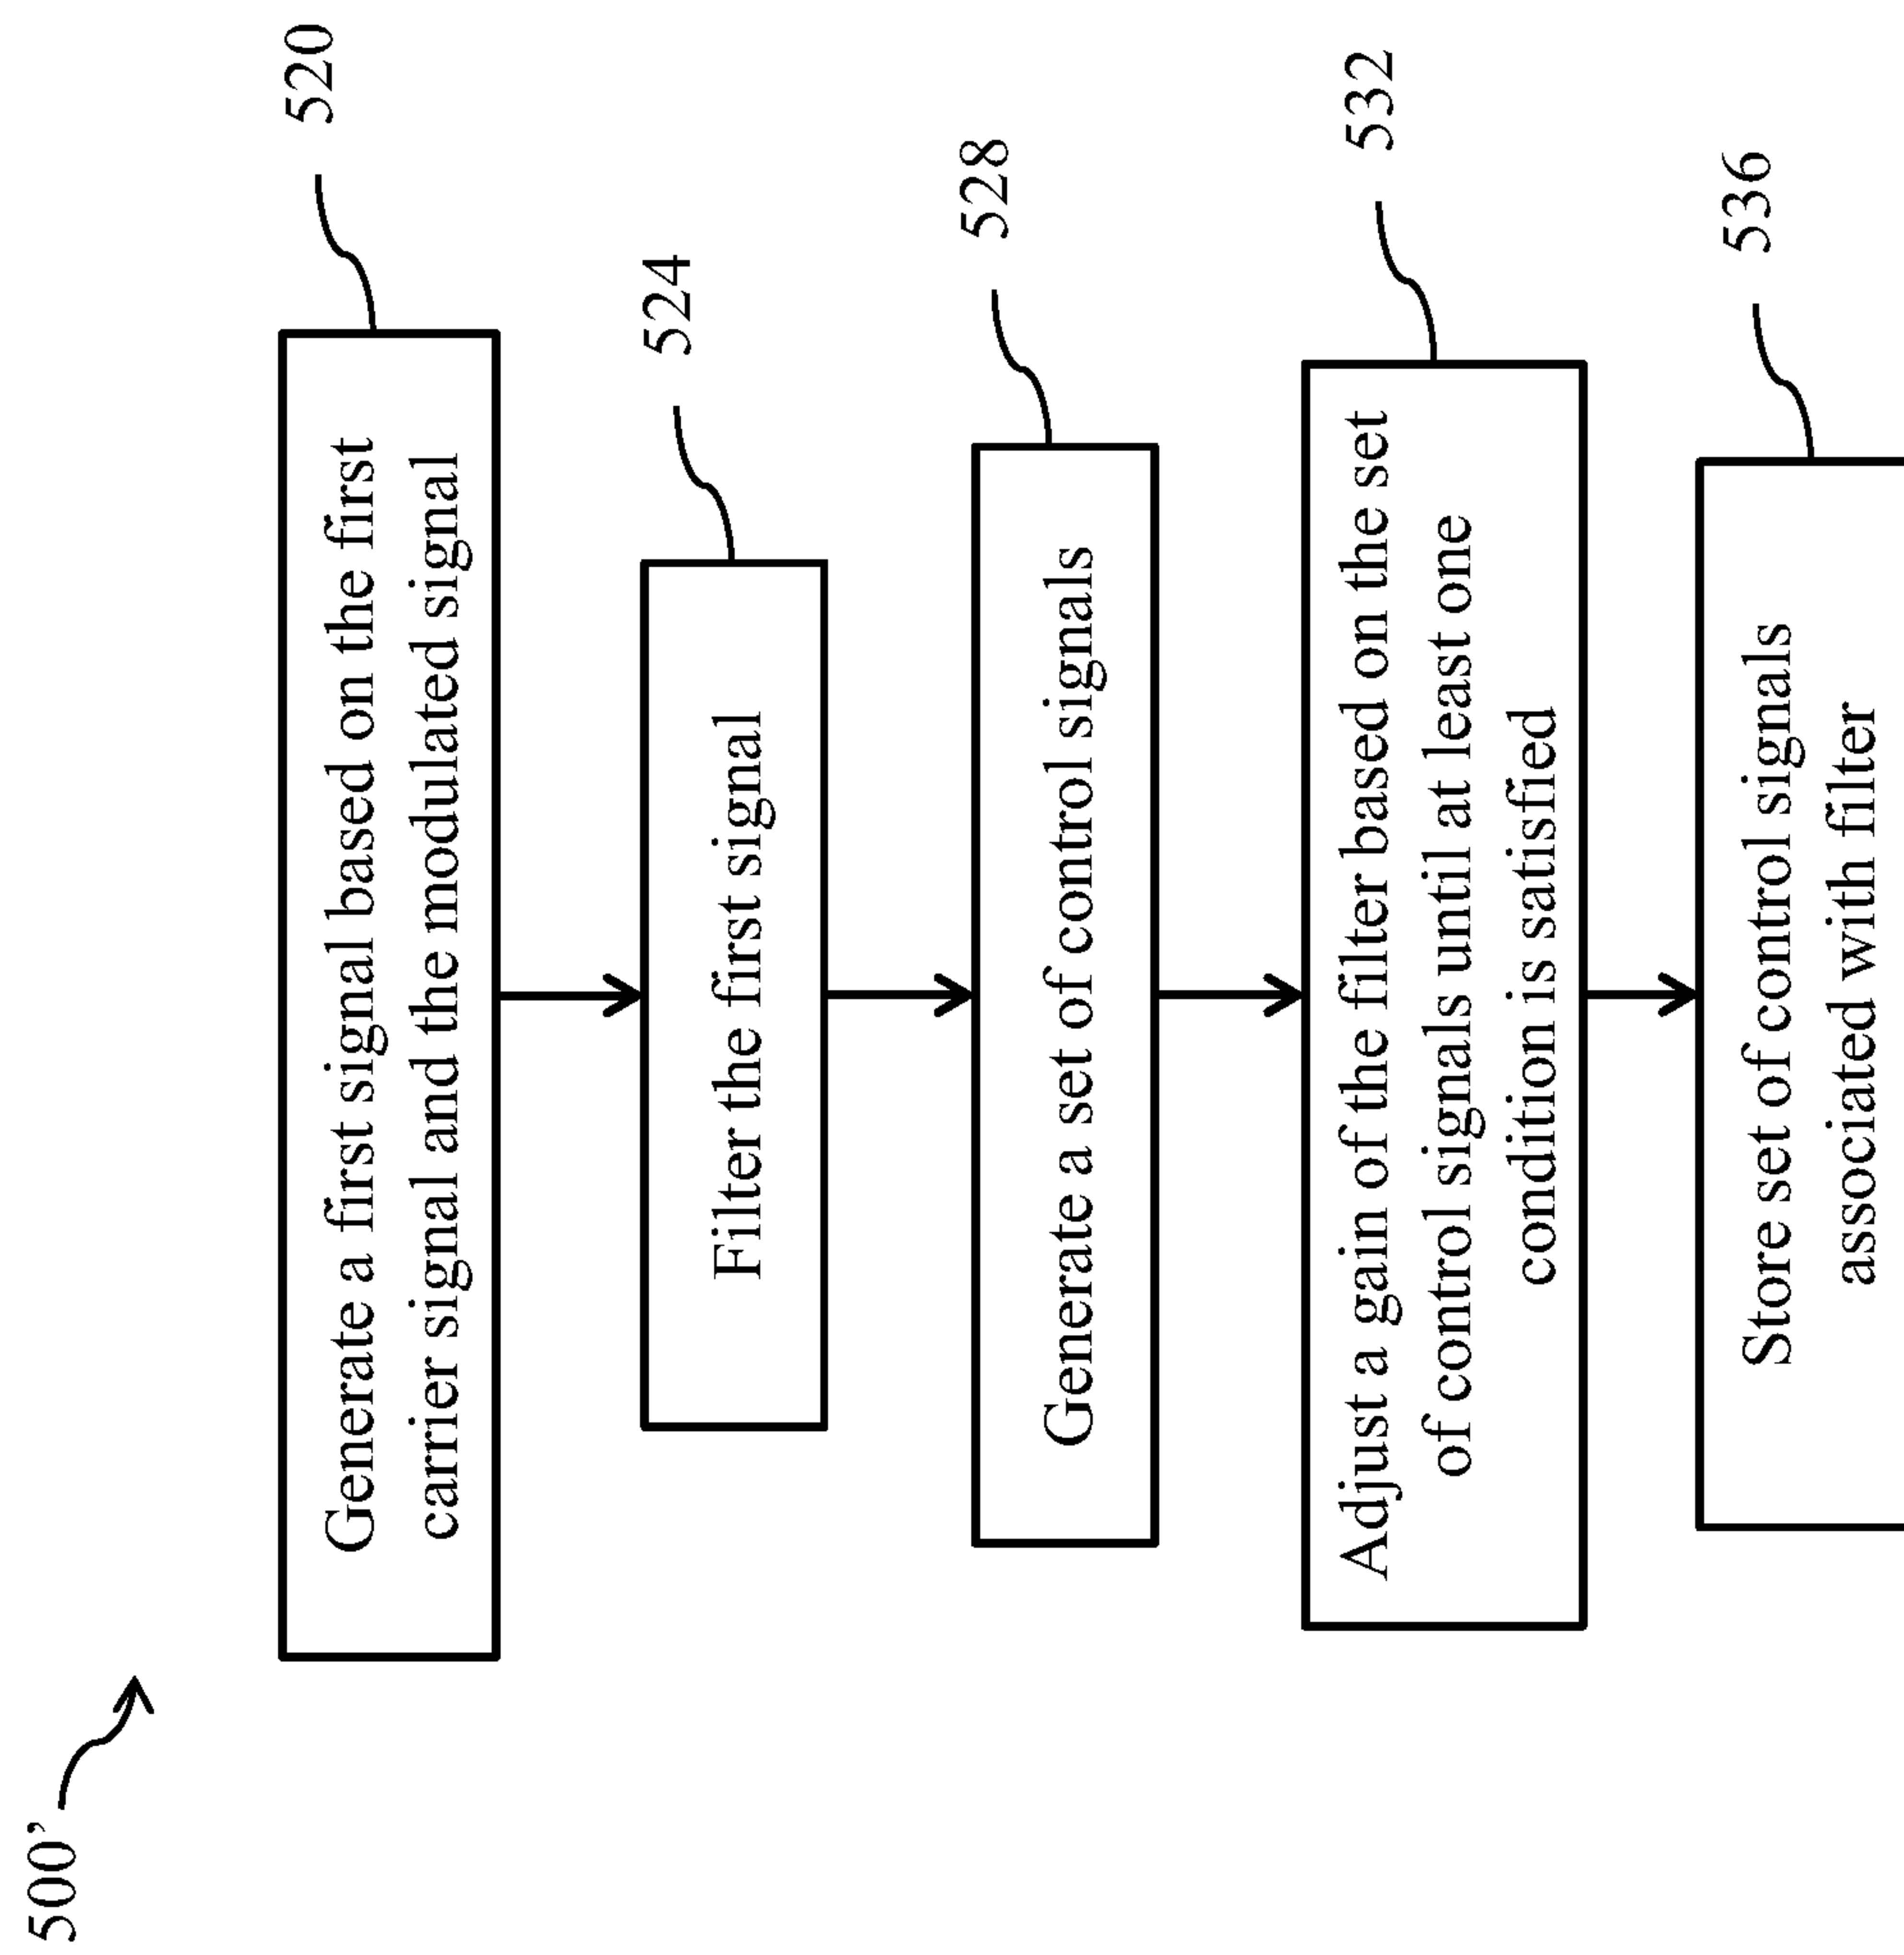 500’
520
Generate a first signal based on the first
carrier signal and the modulated signal
524
Filter the first signal
528
Generate a set of control signals
532
Adjust a gain of the filter based on the set
of control signals until at least one
condition is satisfied
536
Store set of control signals
associated with filter